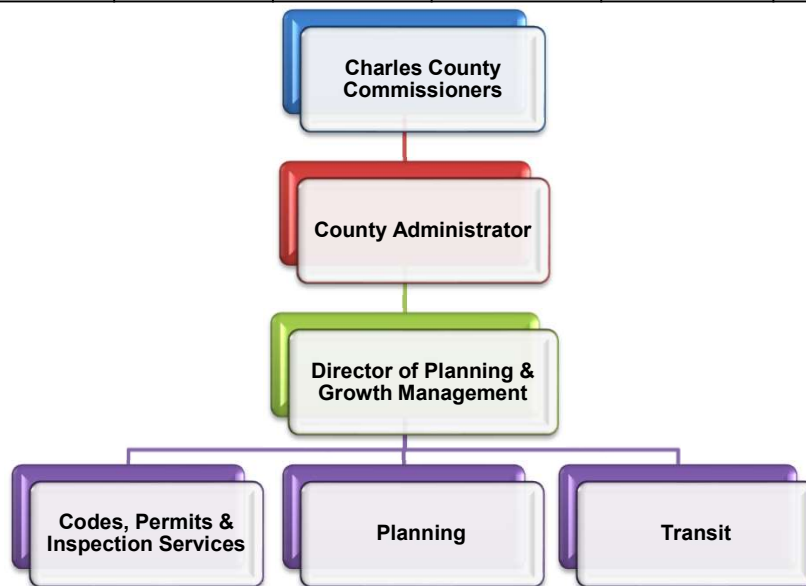 Charles County
Commissioners
County Administrator
Director of Planning &
Growth Management
Codes, Permits &
Inspection Services
Planning
Transit